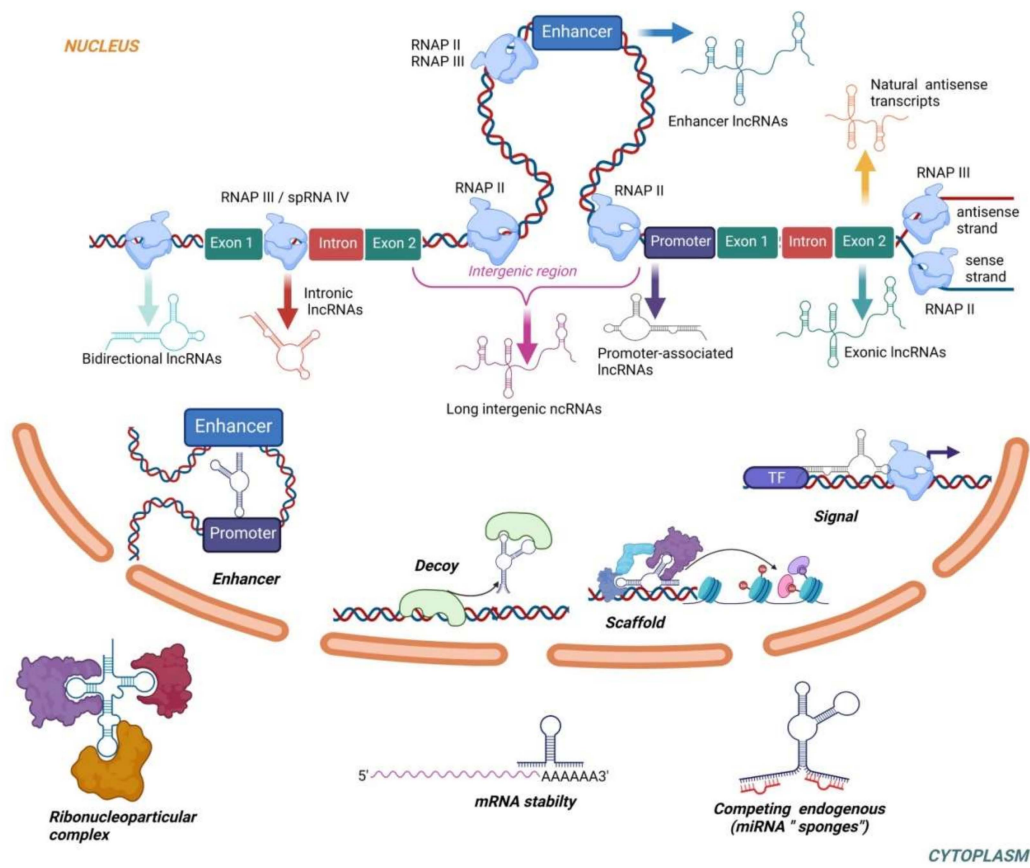 NUCLEUS
RNAP II
RNAP III
Enhancer
Enhancer lncRNAs
Natural antisense
transcripts
RNAP III / spRNA IV
RNAP II
RNAP II
RNAP III
antisense
strand
Exon 1
Intron
Exon 2
Promoter
Exon 1
Intron
Exon 2
sense
strand
RNAP II
Intergenic region
Intronic
lncRNAs
Bidirectional lncRNAs
Promoter-associated
lncRNAs
Exonic lncRNAs
Long intergenic ncRNAs
Enhancer
Promoter
Enhancer
Decoy
Scaffold
TF
Signal
Ribonucleoparticular
complex
5'
AAAAAA3'
mRNA stabilty
Competing endogenous
(miRNA " sponges")
CYTOPLASM